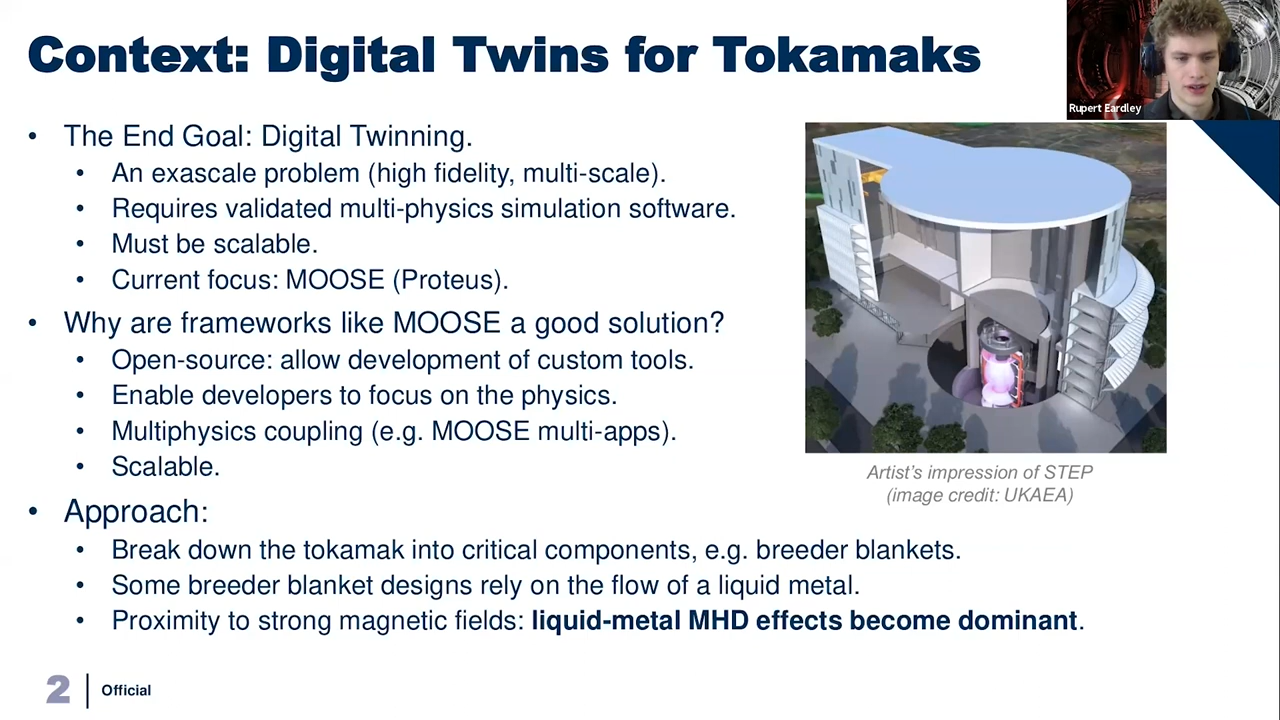 Context: Digital Twins for Tokamaks
Rupert Eardley
• The End Goal: Digital Twinning.
• An exascale problem (high fidelity, multi-scale).
• Requires validated multi-physics simulation software.
• Must be scalable.
• Current focus: MOOSE (Proteus).
• Why are frameworks like MOOSE a good solution?
• Open-source: allow development of custom tools.
• Enable developers to focus on the physics.
• Multiphysics coupling (e.g. MOOSE multi-apps).
• Scalable.
Artist's impression of STEP
(image credit: UKAEA)
• Approach:
• Break down the tokamak into critical components, e.g. breeder blankets.
• Some breeder blanket designs rely on the flow of a liquid metal.
• Proximity to strong magnetic fields: liquid-metal MHD effects become dominant.
2 | Official